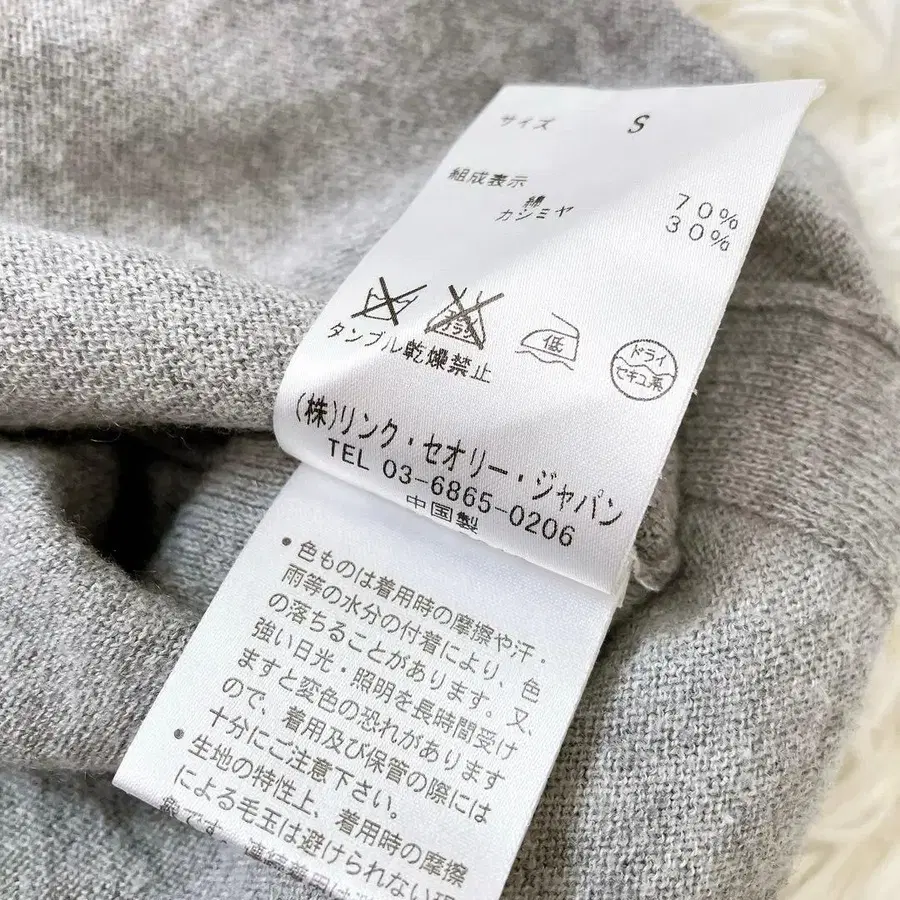 サイズ S
組成表示
綿 70%
カシミヤ 30%
エンソ
低
ドライ
セキユ系
タンブル乾燥禁止
(株)リンク・セオリー・ジャパン
TEL 03-6865-0206
中国製
•色ものは着用時の摩擦や汗・
雨等の水分の付着により、色
の落ちることがあります。又、
強い日光・照明を長時間受け
ますと変色の恐れがあります
ので、着用及び保管の際には
十分にご注意下さい。
•生地の特性上、着用時の摩擦
による毛玉は避けられない現
象です。